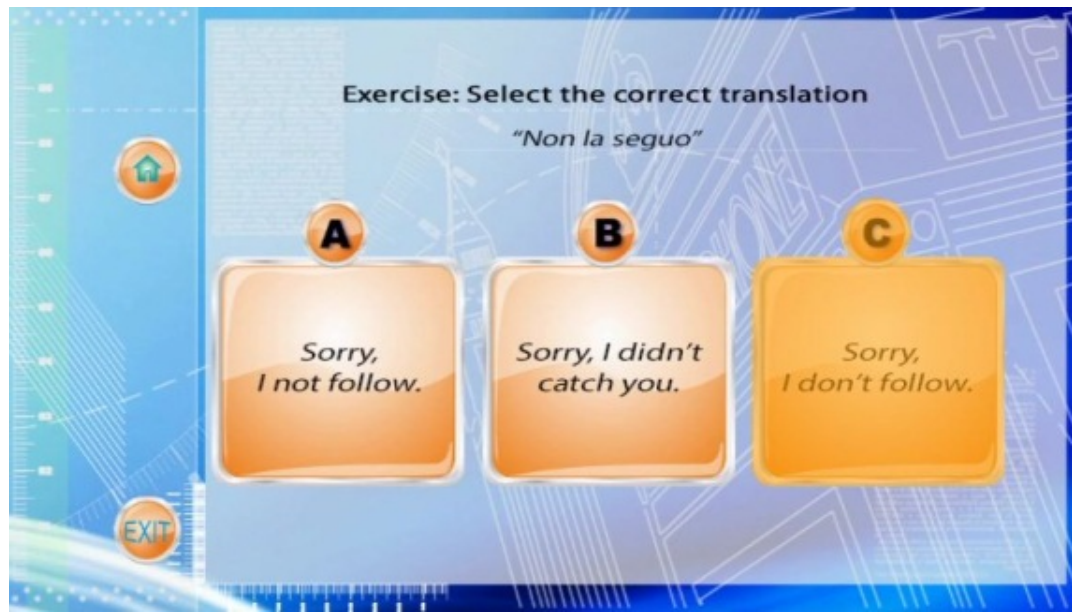 Exercise: Select the correct translation
“Non la seguo”
A
B
C
Sorry,
I not follow.
Sorry, I didn’t
catch you.
Sorry,
I don’t follow.
EXIT